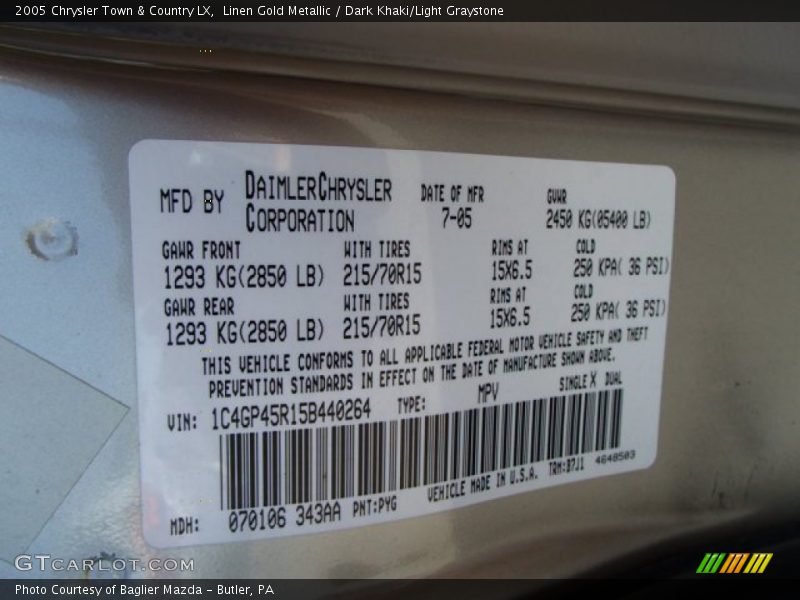 2005 Chrysler Town & Country LX,  Linen Gold Metallic / Dark Khaki/Light Graystone
MFD BY DAIMLERCHRYSLER CORPORATION
DATE OF MFR 7-05
GVWR 2450 KG(05400 LB)
GAWR FRONT WITH TIRES RIMS AT COLD
1293 KG(2850 LB) 215/70R15 15X6.5 250 KPA( 36 PSI)
GAWR REAR WITH TIRES RIMS AT COLD
1293 KG(2850 LB) 215/70R15 15X6.5 250 KPA( 36 PSI)
THIS VEHICLE CONFORMS TO ALL APPLICABLE FEDERAL MOTOR VEHICLE SAFETY AND THEFT
PREVENTION STANDARDS IN EFFECT ON THE DATE OF MANUFACTURE SHOWN ABOVE.
VIN: 1C4GP45R15B440264 TYPE: MPV SINGLE X DUAL
MDH: 070106 343AA PNT:PYG VEHICLE MADE IN U.S.A. TRM:B7J1 4648503
GTCARLOT.COM
Photo Courtesy of Baglier Mazda - Butler, PA